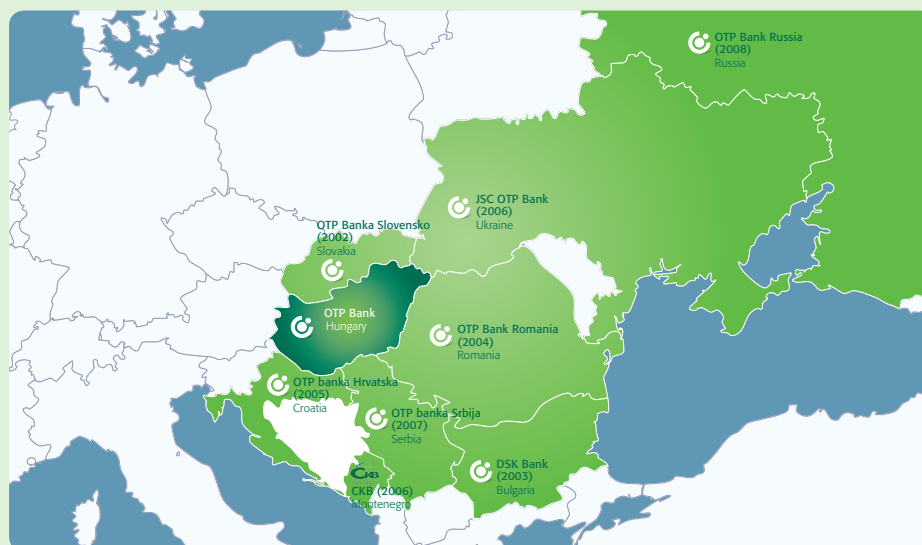 OTP Bank Russia
(2008)
Russia
JSC OTP Bank
(2006)
Ukraine
OTP Banka Slovensko
(2002)
Slovakia
OTP Bank
Hungary
OTP Bank Romania
(2004)
Romania
OTP banka Hrvatska
(2005)
Croatia
OTP banka Srbija
(2007)
Serbia
DSK Bank
(2003)
Bulgaria
CKB
CKB (2006)
Montenegro